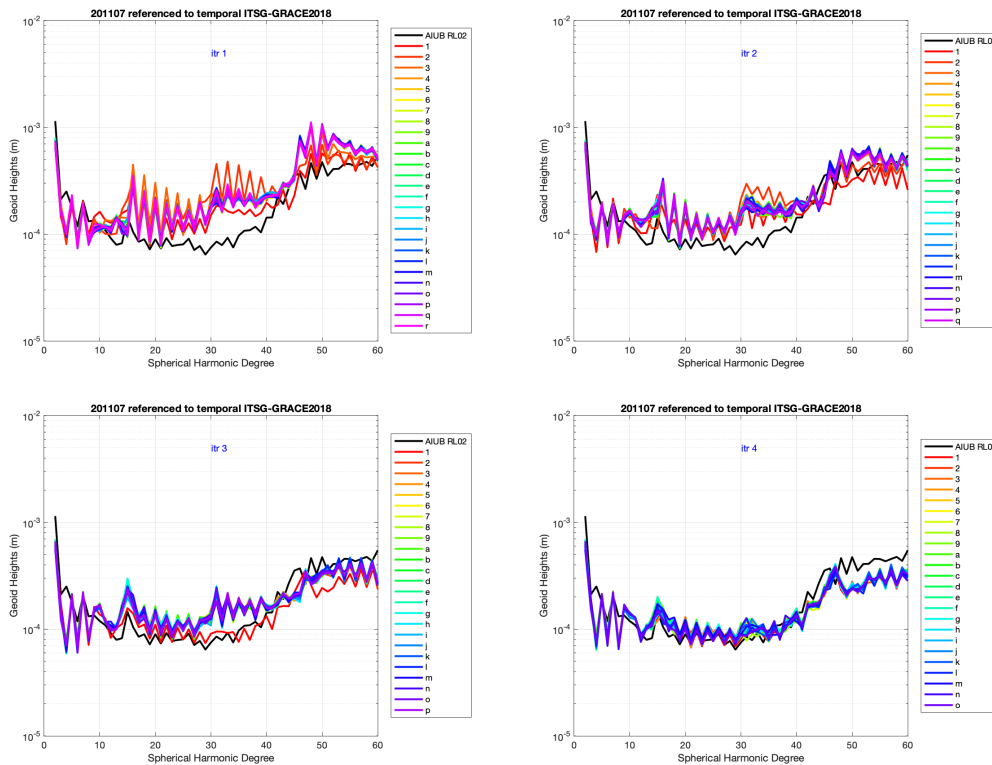 201107 referenced to temporal ITSG-GRACE2018
itr 1
Geoid Heights (m)
10-2
10-3
10-4
10-5
0 10 20 30 40 50 60
Spherical Harmonic Degree
AIUB RL02
1
2
3
4
5
6
7
8
9
a
b
c
d
e
f
g
h
i
j
k
l
m
n
o
p
q
r
201107 referenced to temporal ITSG-GRACE2018
itr 2
Geoid Heights (m)
10-2
10-3
10-4
10-5
0 10 20 30 40 50 60
Spherical Harmonic Degree
AIUB RL0
1
2
3
4
5
6
7
8
9
a
b
c
d
e
f
g
h
i
j
k
l
m
n
o
p
q
201107 referenced to temporal ITSG-GRACE2018
itr 3
Geoid Heights (m)
10-2
10-3
10-4
10-5
0 10 20 30 40 50 60
Spherical Harmonic Degree
AIUB RL02
1
2
3
4
5
6
7
8
9
a
b
c
d
e
f
g
h
i
j
k
l
m
n
o
p
201107 referenced to temporal ITSG-GRACE2018
itr 4
Geoid Heights (m)
10-2
10-3
10-4
10-5
0 10 20 30 40 50 60
Spherical Harmonic Degree
AIUB RL0
1
2
3
4
5
6
7
8
9
a
b
c
d
e
f
g
h
i
j
k
l
m
n
o